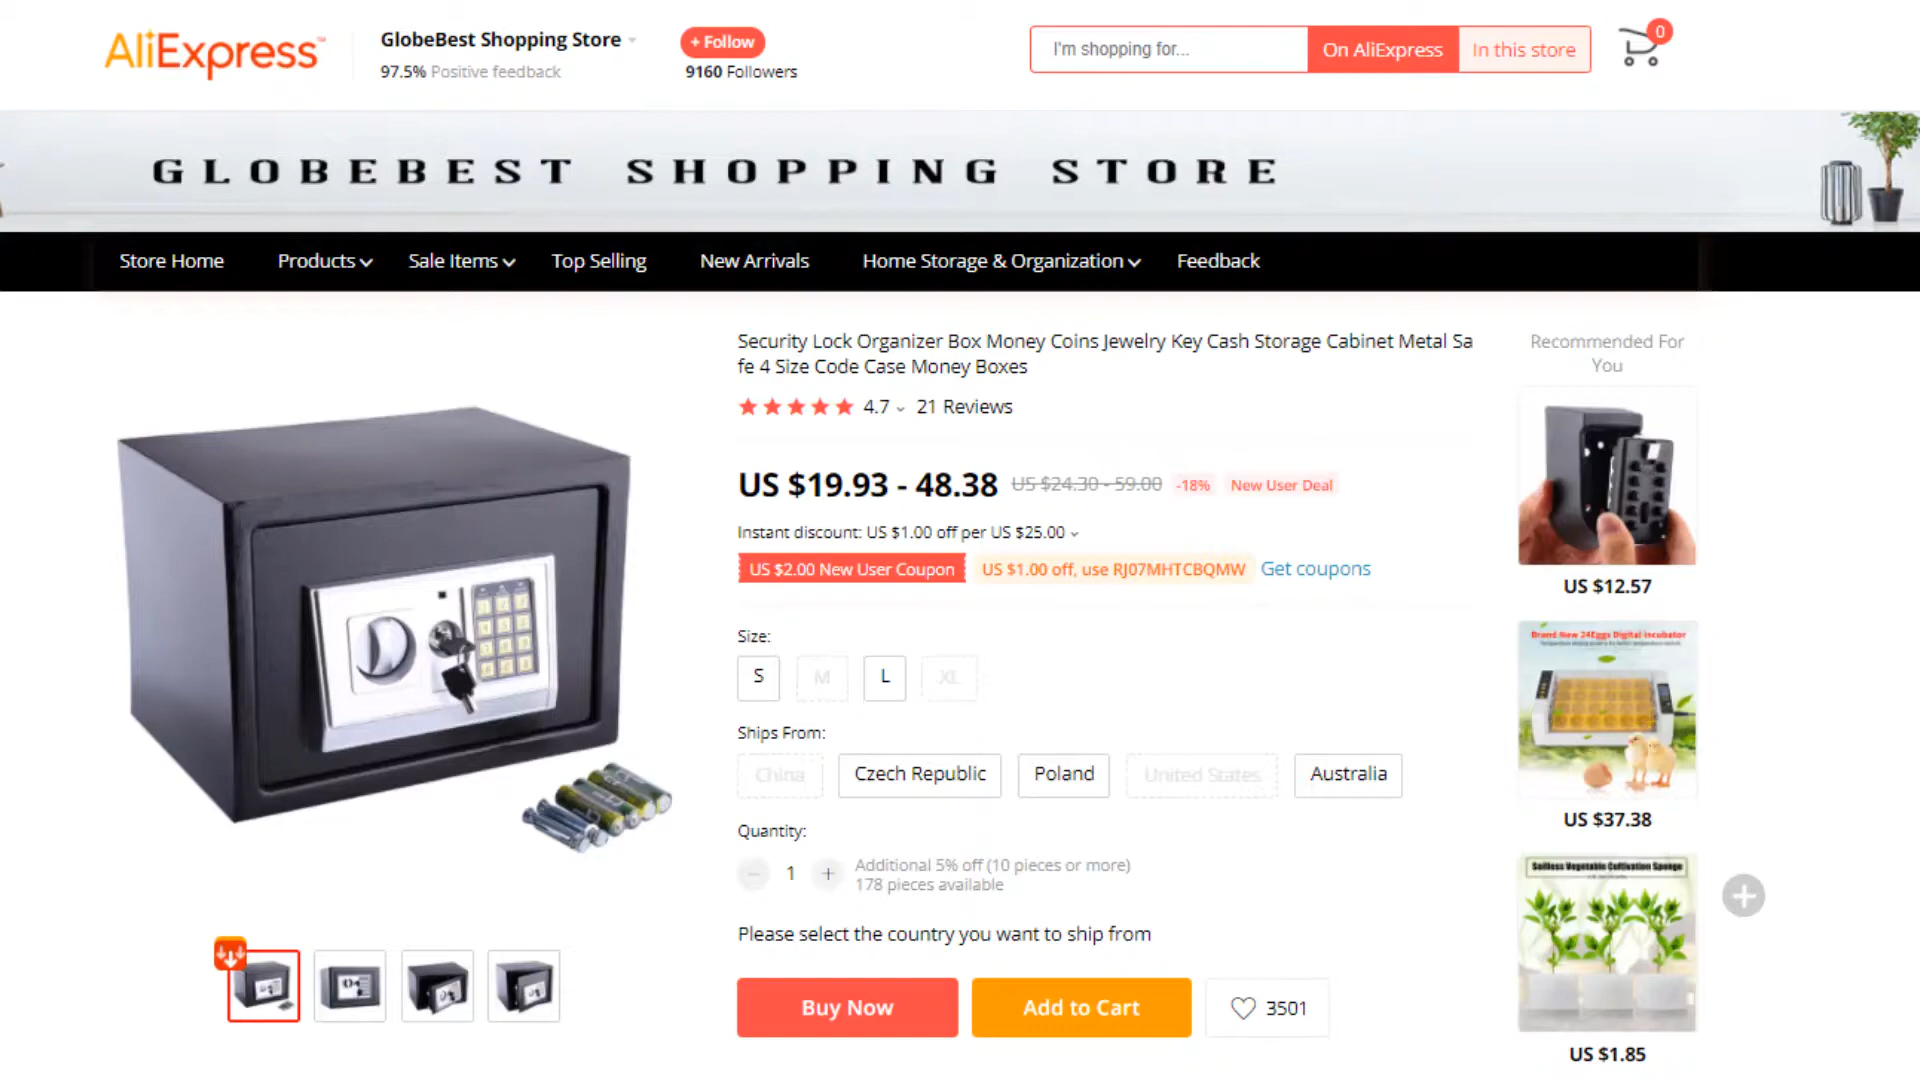 AliExpress™
GlobeBest Shopping Store
97.5% Positive feedback
+ Follow
9160 Followers
I'm shopping for...
On AliExpress
In this store
0
GLOBEBEST SHOPPING STORE
Store Home
Products
Sale Items
Top Selling
New Arrivals
Home Storage & Organization
Feedback
Security Lock Organizer Box Money Coins Jewelry Key Cash Storage Cabinet Metal Sa
fe 4 Size Code Case Money Boxes
4.7
21 Reviews
US $19.93 - 48.38
US $24.30 - 59.00
-18%
New User Deal
Instant discount: US $1.00 off per US $25.00
US $2.00 New User Coupon
US $1.00 off, use RJ07MHTCBQMW
Get coupons
Size:
S
M
L
XL
Ships From:
China
Czech Republic
Poland
United States
Australia
Quantity:
1
Additional 5% off (10 pieces or more)
178 pieces available
Please select the country you want to ship from
Buy Now
Add to Cart
3501
Recommended For
You
US $12.57
Brand New 24Eggs Digital Incubator
US $37.38
Soilless Vegetable Cultivation Sponge
US $1.85